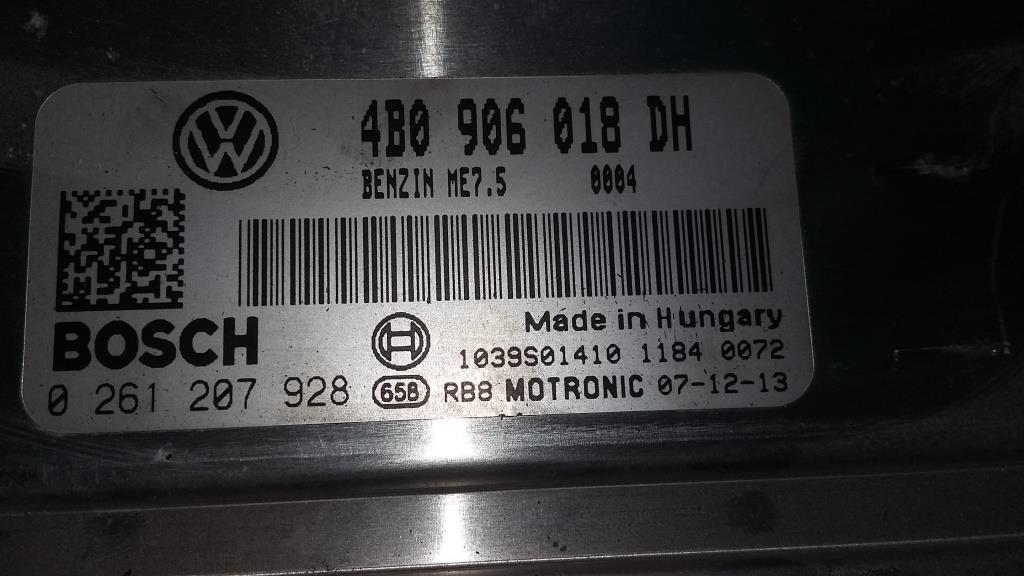 4B0 906 018 DH
BENZIN ME7.5 0004
BOSCH
Made in Hungary
1039S01410 1184 0072
0 261 207 928 658 RB8 MOTRONIC 07-12-13